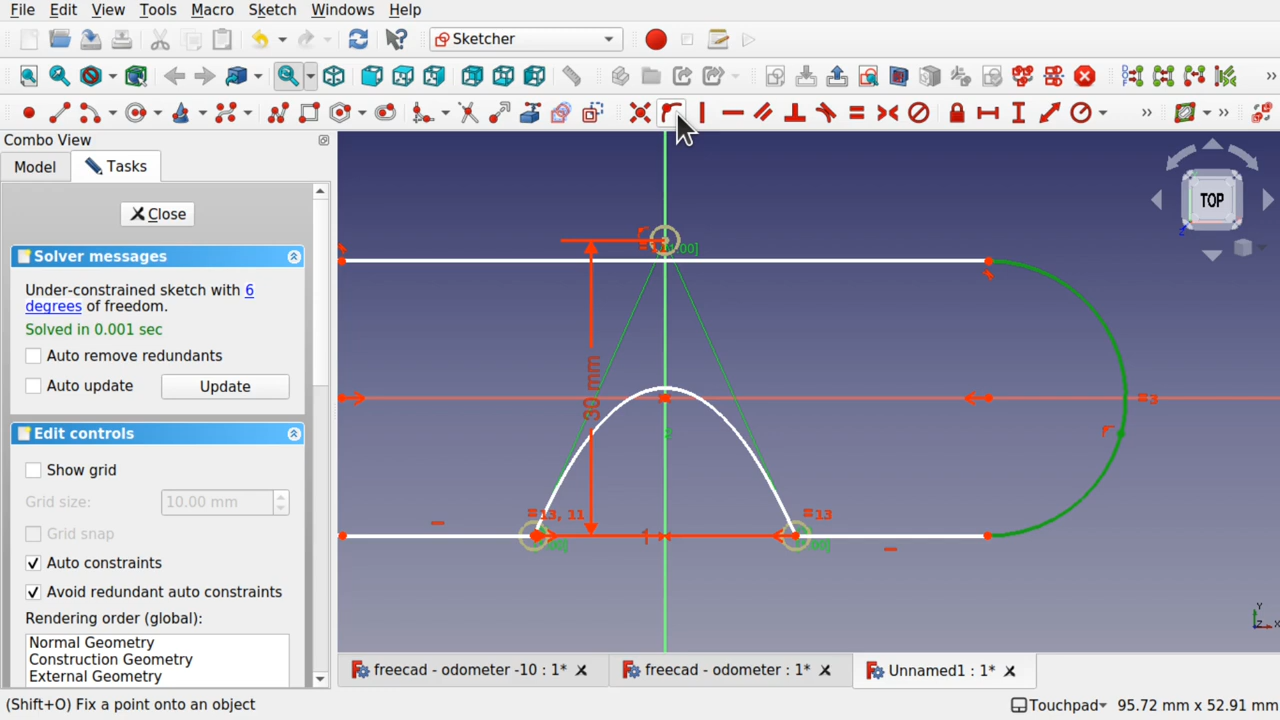 File Edit View Tools Macro Sketch Windows Help
Sketcher
Combo View
Model Tasks
Close
Solver messages
Under-constrained sketch with 6
degrees of freedom.
Solved in 0.001 sec
Auto remove redundants
Auto update Update
Edit controls
Show grid
Grid size: 10.00 mm
Grid snap
Auto constraints
Avoid redundant auto constraints
Rendering order (global):
Normal Geometry
Construction Geometry
External Geometry
TOP
30 mm
=3
=13, 11
=13
freecad - odometer -10 : 1* freecad - odometer : 1* Unnamed1 : 1*
(Shift+O) Fix a point onto an object Touchpad 95.72 mm x 52.91 mm